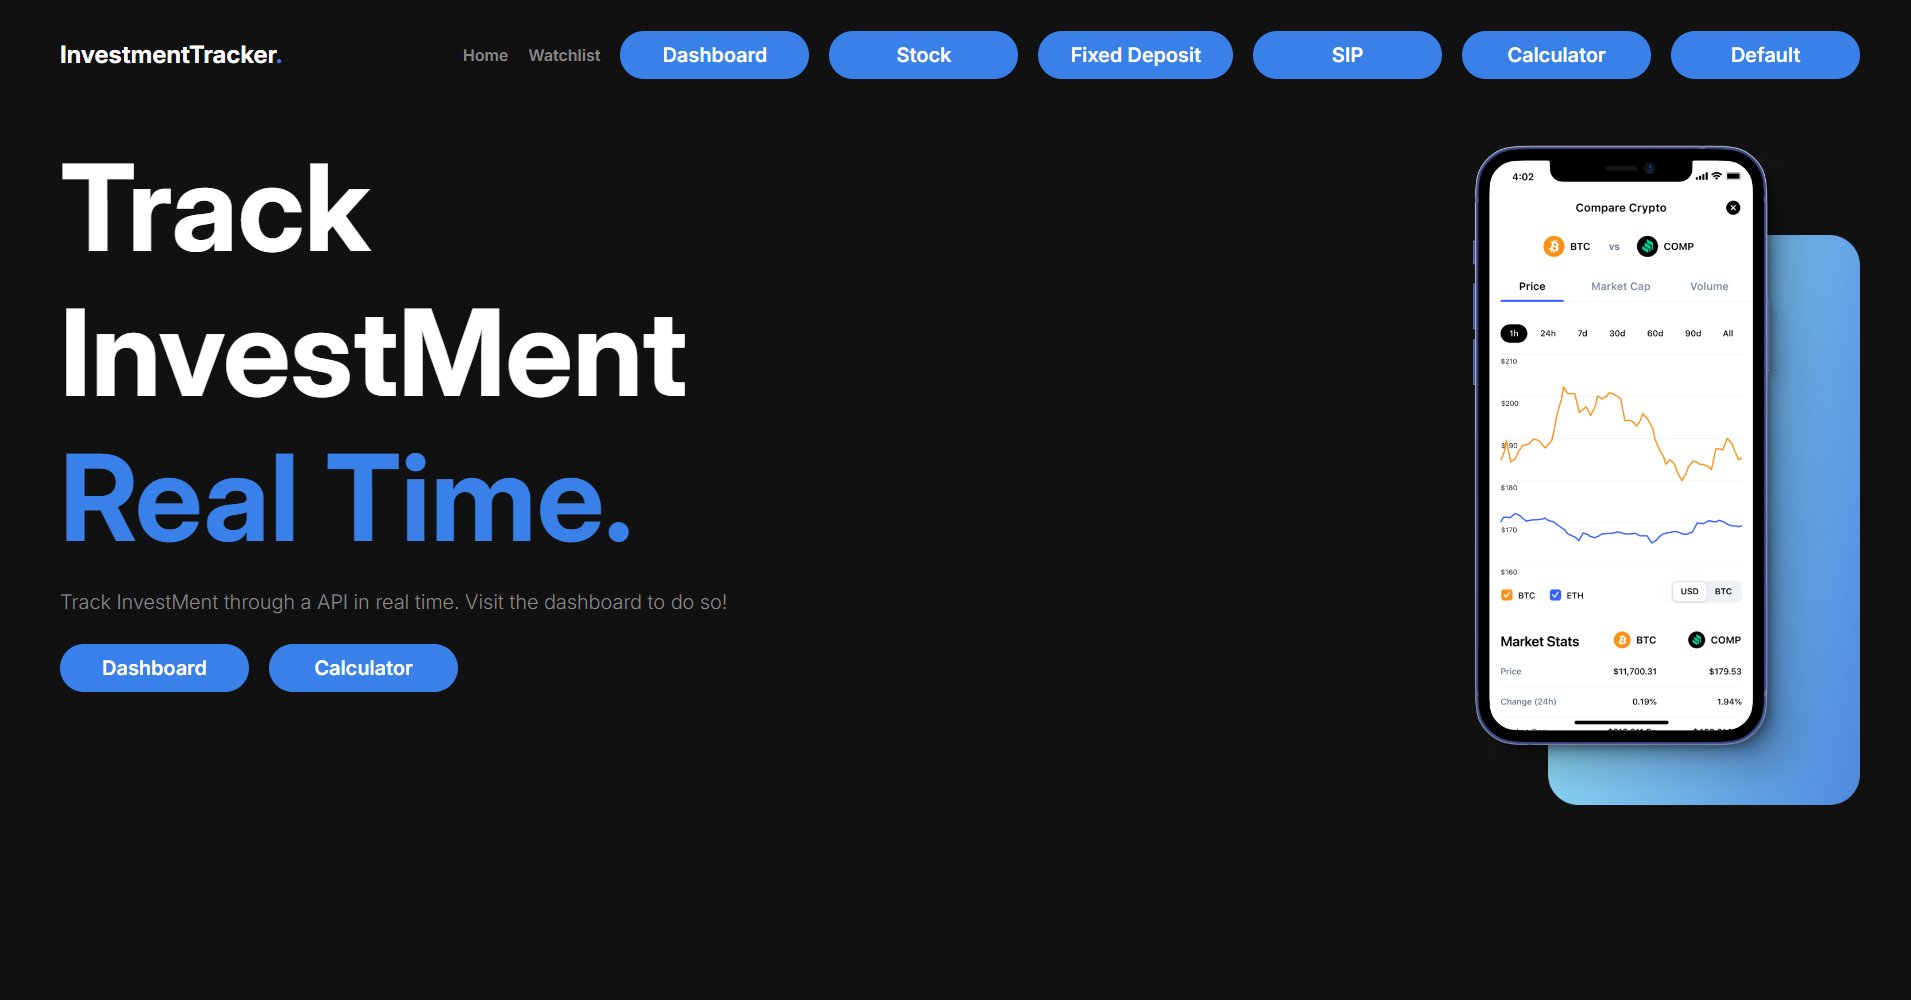 InvestmentTracker.
Home Watchlist Dashboard Stock Fixed Deposit SIP Calculator Default
Track
InvestMent
Real Time.
Track InvestMent through a API in real time. Visit the dashboard to do so!
Dashboard Calculator
4:02
Compare Crypto
BTC vs COMP
Price Market Cap Volume
1h 24h 7d 30d 60d 90d All
$210
$200
$190
$180
$170
$160
BTC ETH USD BTC
Market Stats BTC COMP
Price $11,700.31 $179.53
Change (24h) 0.19% 1.94%